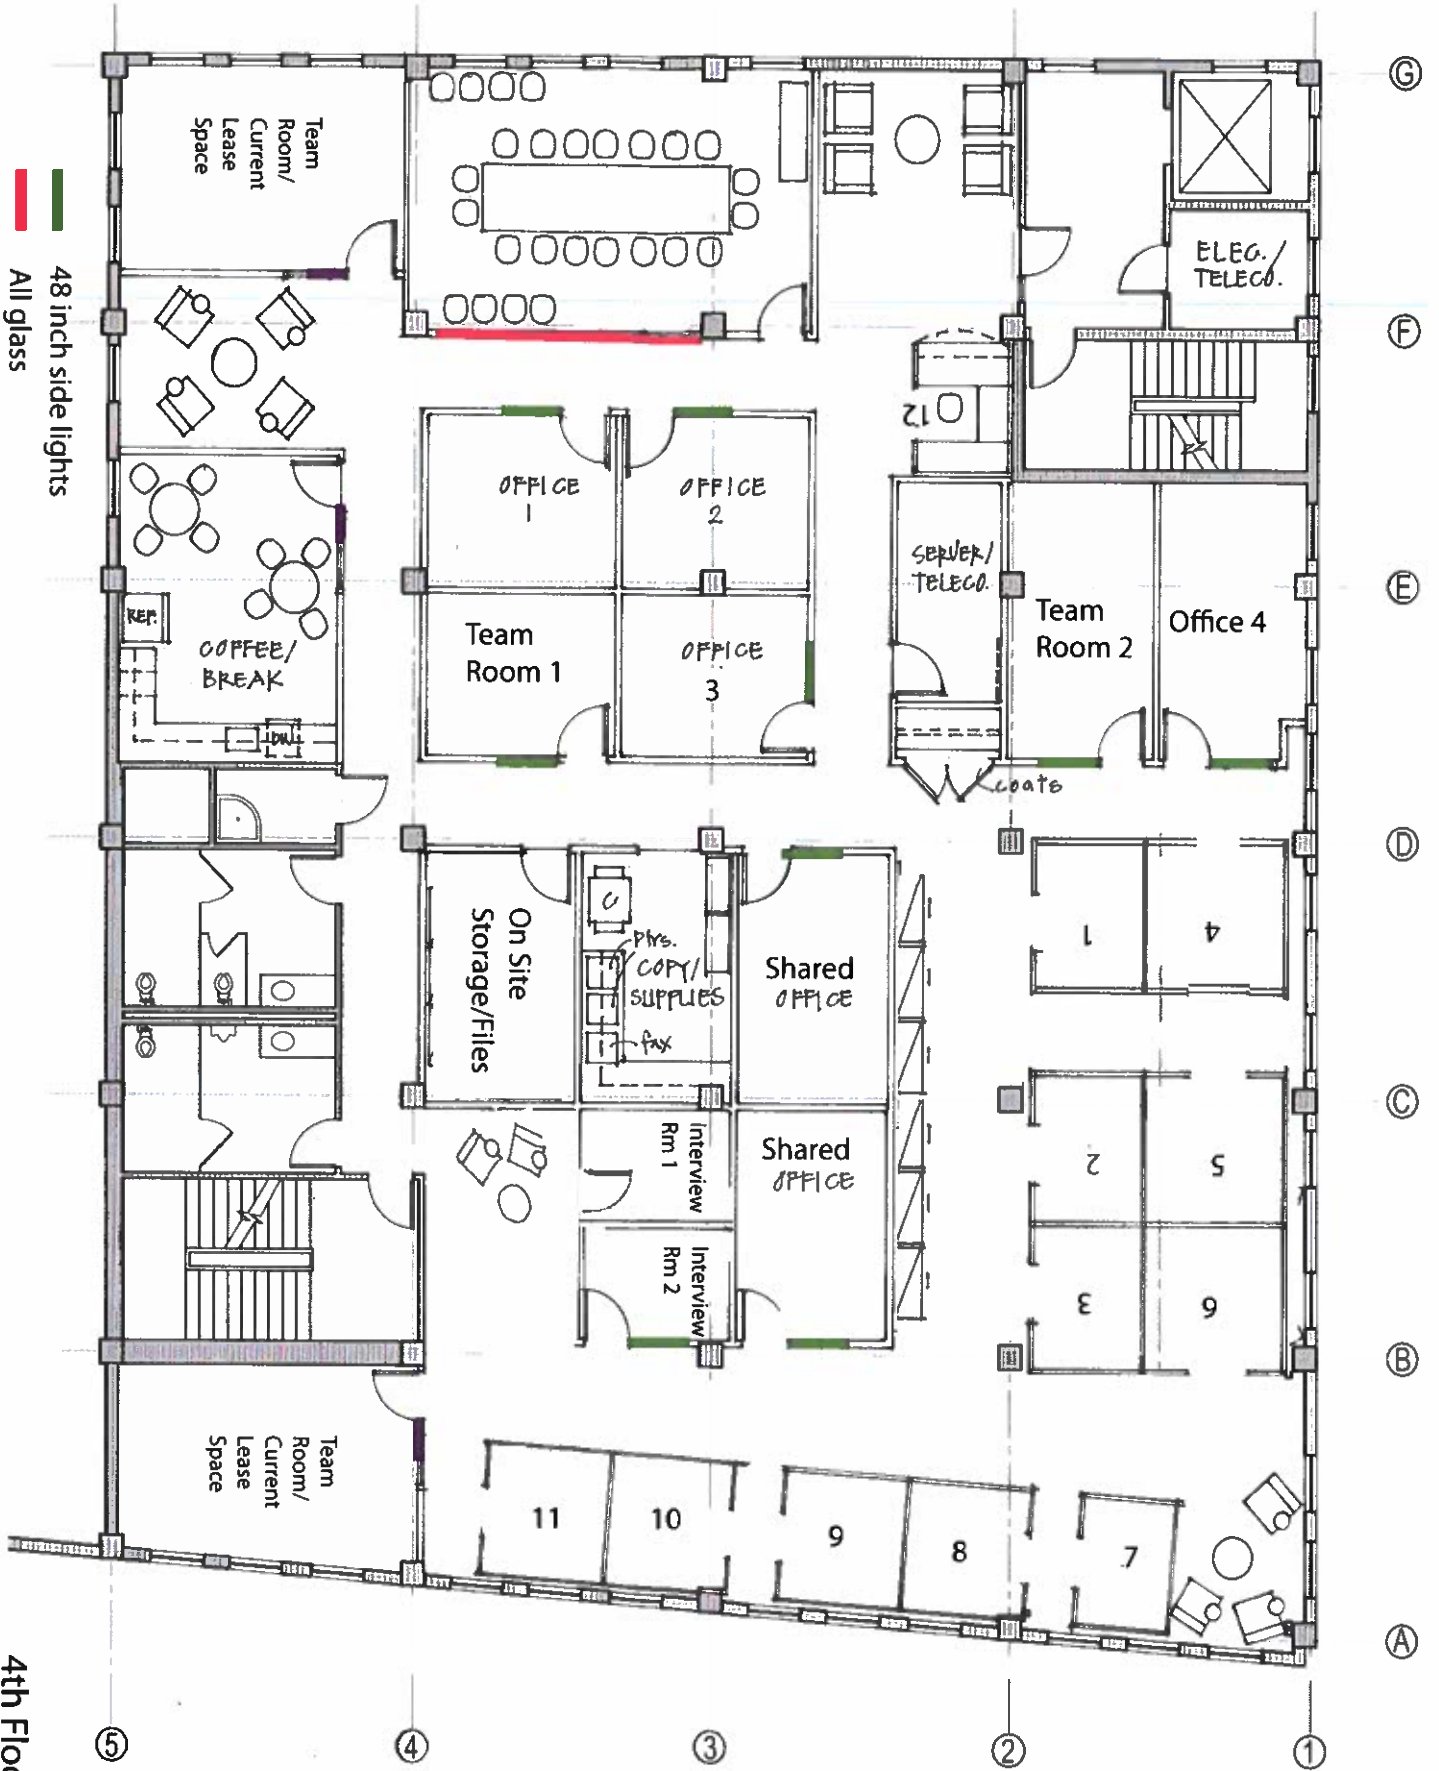 G
Team
Room/
Lease
Current
Space
ELEC./
TELECO.
48 inch side lights
All glass
F
12
OFFICE
1
OFFICE
2
SERVER/
TELECO.
E
Team
Room 2
Office 4
REF.
COFFEE/
BREAK
DW
Team
Room 1
OFFICE
3
coats
D
On Site
Storage/Files
C
Ptrs.
COPY/
SUPPLIES
fax
Shared
OFFICE
1
4
C
Interview
Rm 1
Shared
OFFICE
2
5
Interview
Rm 2
3
6
B
Team
Room/
Lease
Current
Space
11
10
9
8
7
A
4th Floo
5
4
3
2
1